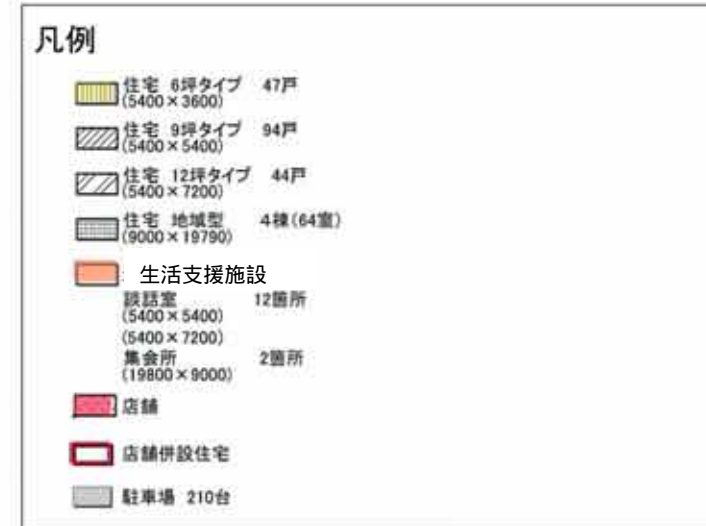 凡例
住宅 6坪タイプ 47戸
(5400×3600)
住宅 9坪タイプ 94戸
(5400×5400)
住宅 12坪タイプ 44戸
(5400×7200)
住宅 地域型 4棟(64室)
(9000×19790)
生活支援施設
談話室 12箇所
(5400×5400)
(5400×7200)
集会所 2箇所
(19800×9000)
店舗
店舗併設住宅
駐車場 210台